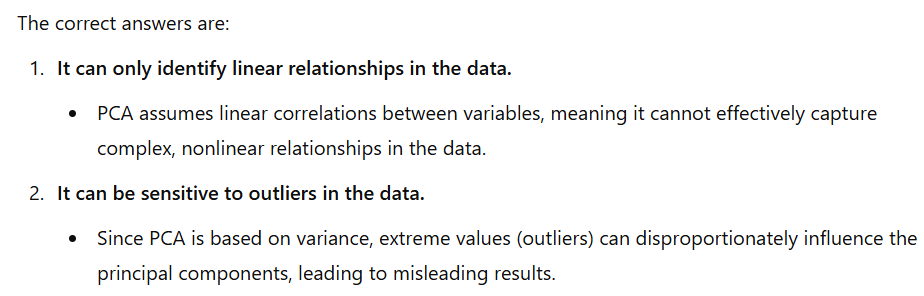 The correct answers are:
1. It can only identify linear relationships in the data.
• PCA assumes linear correlations between variables, meaning it cannot effectively capture
complex, nonlinear relationships in the data.
2. It can be sensitive to outliers in the data.
• Since PCA is based on variance, extreme values (outliers) can disproportionately influence the
principal components, leading to misleading results.